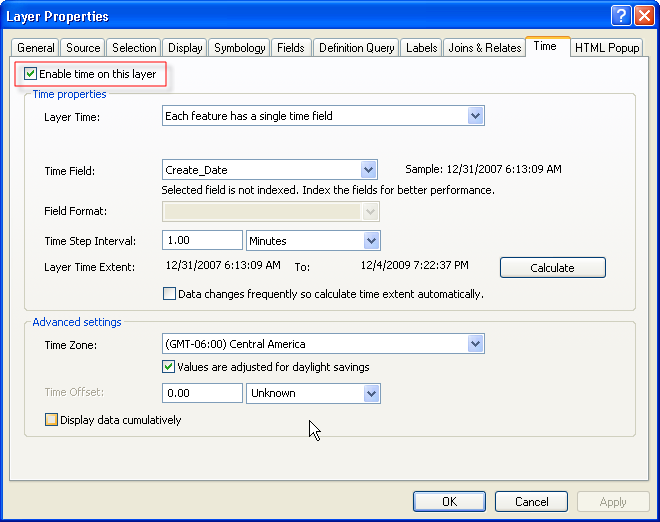 Layer Properties
General Source Selection Display Symbology Fields Definition Query Labels Joins & Relates Time HTML Popup
Enable time on this layer
Time properties
Layer Time: Each feature has a single time field
Time Field: Create_Date Sample: 12/31/2007 6:13:09 AM
Selected field is not indexed. Index the fields for better performance.
Field Format:
Time Step Interval: 1.00 Minutes
Layer Time Extent: 12/31/2007 6:13:09 AM To: 12/4/2009 7:22:37 PM Calculate
Data changes frequently so calculate time extent automatically.
Advanced settings
Time Zone: (GMT-06:00) Central America
Values are adjusted for daylight savings
Time Offset: 0.00 Unknown
Display data cumulatively
OK Cancel Apply